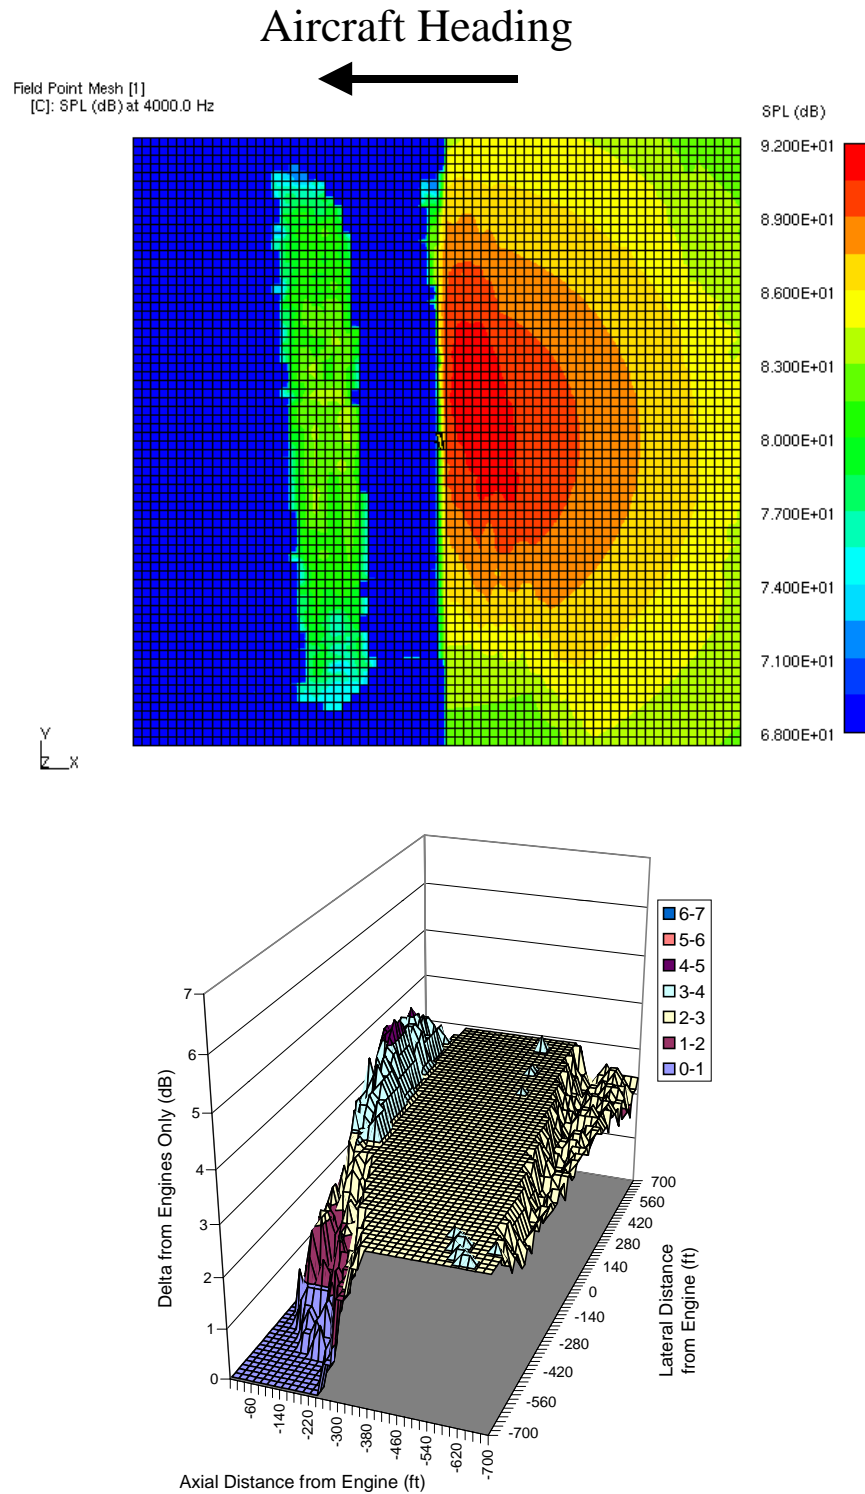 Aircraft Heading
Field Point Mesh [1]
[C]: SPL (dB) at 4000.0 Hz
SPL (dB)
9.200E+01
8.900E+01
8.600E+01
8.300E+01
8.000E+01
7.700E+01
7.400E+01
7.100E+01
6.800E+01
Y
Z X
6-7
5-6
4-5
3-4
2-3
1-2
0-1
7
6
5
4
3
2
1
0
Delta from Engines Only (dB)
-60
-140
-220
-300
-380
-460
-540
-620
-700
Axial Distance from Engine (ft)
700
560
420
280
140
0
-140
-280
-420
-560
-700
Lateral Distance
from Engine (ft)